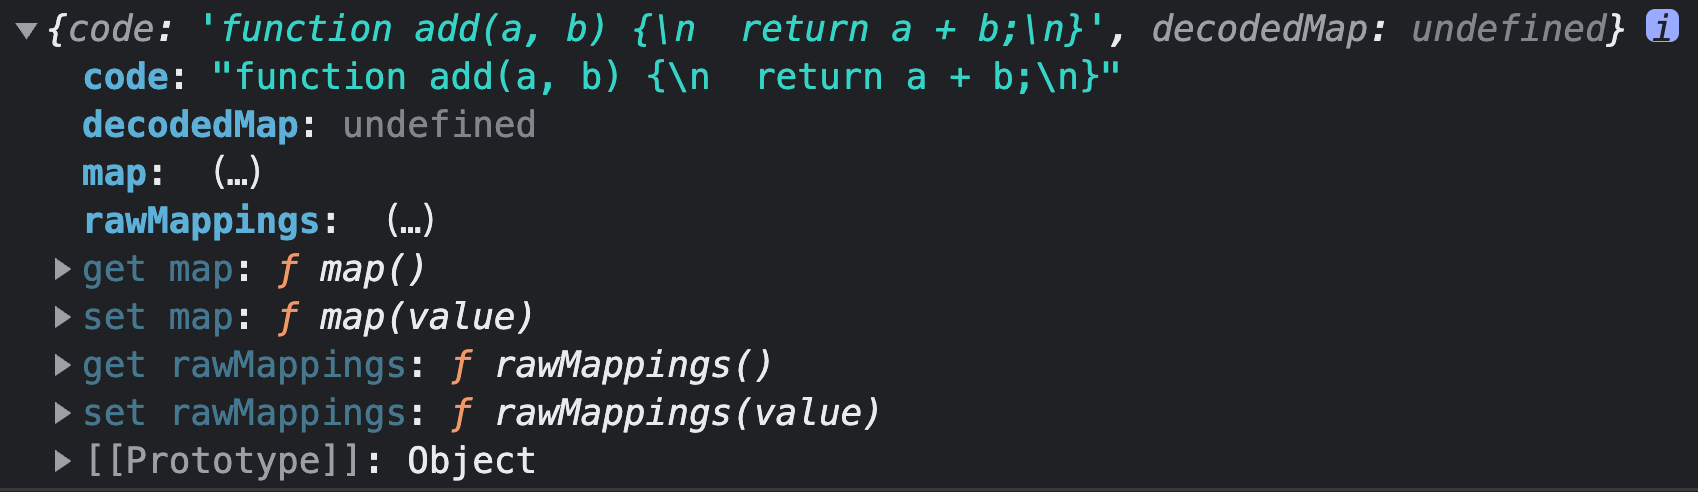 {code: 'function add(a, b) {\n  return a + b;\n}', decodedMap: undefined} i
code: "function add(a, b) {\n  return a + b;\n}"
decodedMap: undefined
map: (…)
rawMappings: (…)
get map: ƒ map()
set map: ƒ map(value)
get rawMappings: ƒ rawMappings()
set rawMappings: ƒ rawMappings(value)
[[Prototype]]: Object